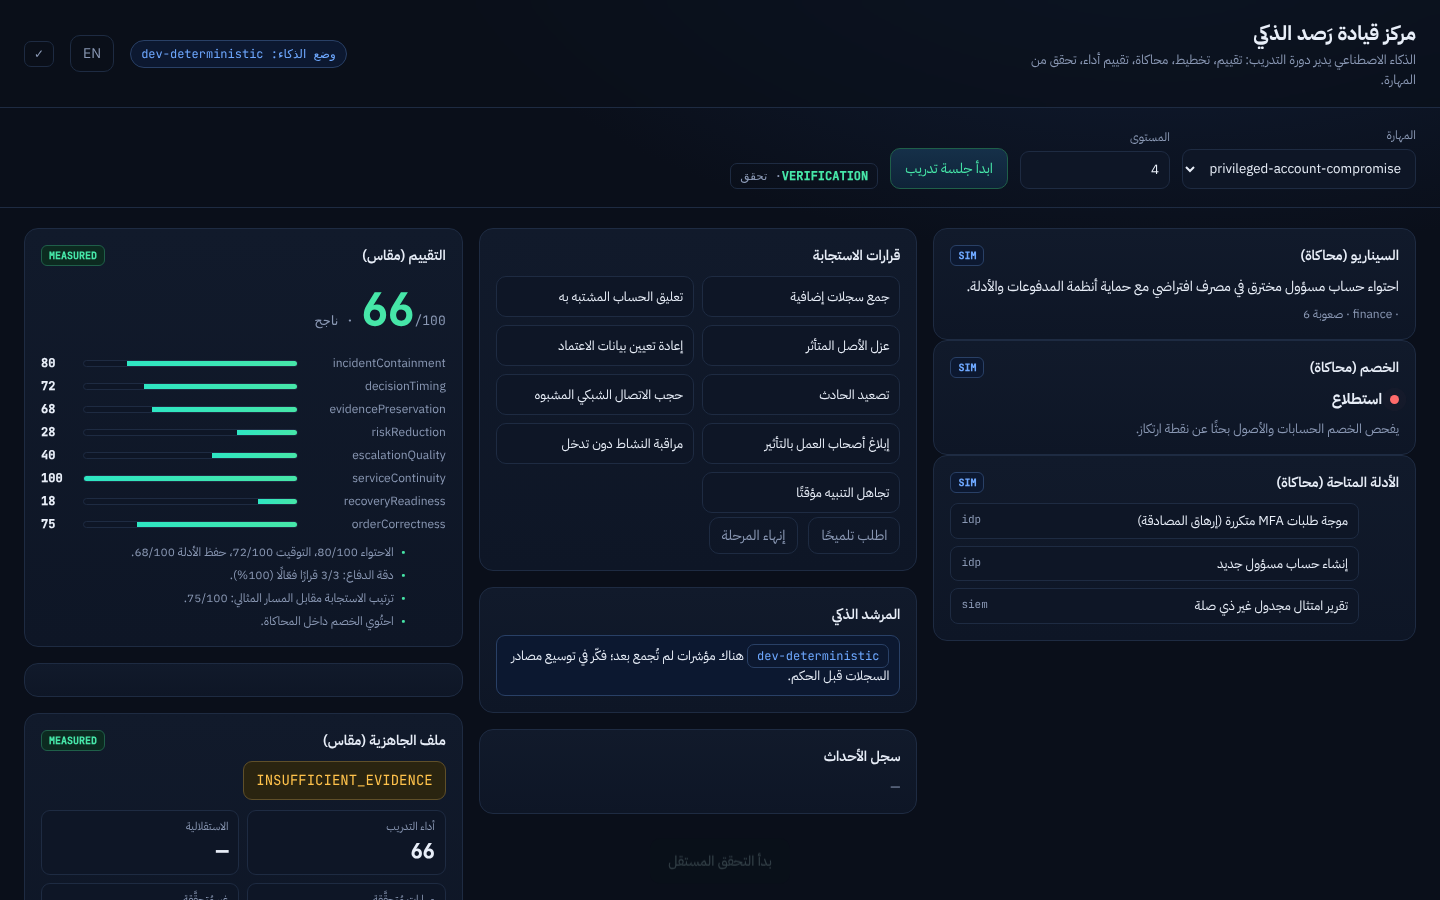 مركز قيادة رَصد الذكي
الذكاء الاصطناعي يدير دورة التدريب: تقييم، تخطيط، محاكاة، تقييم أداء، تحقق من
المهارة.
وضع الذكاء: dev-deterministic
EN
✓
المهارة
privileged-account-compromise
المستوى
4
ابدأ جلسة تدريب
VERIFICATION · تحقق
السيناريو (محاكاة)
SIM
احتواء حساب مسؤول مخترق في مصرف افتراضي مع حماية أنظمة المدفوعات والأدلة.
· finance · صعوبة 6
الخصم (محاكاة)
SIM
استطلاع
يفحص الخصم الحسابات والأصول بحثًا عن نقطة ارتكاز.
الأدلة المتاحة (محاكاة)
SIM
موجة طلبات MFA متكررة (إرهاق المصادقة)
idp
إنشاء حساب مسؤول جديد
idp
تقرير امتثال مجدول غير ذي صلة
siem
قرارات الاستجابة
جمع سجلات إضافية
تعليق الحساب المشتبه به
عزل الأصل المتأثر
إعادة تعيين بيانات الاعتماد
تصعيد الحادث
حجب الاتصال الشبكي المشبوه
إبلاغ أصحاب العمل بالتأثير
مراقبة النشاط دون تدخل
تجاهل التنبيه مؤقتًا
اطلب تلميحًا
إنهاء المرحلة
المرشد الذكي
dev-deterministic هناك مؤشرات لم تُجمع بعد؛ فكّر في توسيع مصادر
السجلات قبل الحكم.
سجل الأحداث
—
بدأ التحقق المستقل
التقييم (مقاس)
MEASURED
66/100 · ناجح
incidentContainment 80
decisionTiming 72
evidencePreservation 68
riskReduction 28
escalationQuality 40
serviceContinuity 100
recoveryReadiness 18
orderCorrectness 75
• الاحتواء 80/100، التوقيت 72/100، حفظ الأدلة 68/100.
• دقة الدفاع: 3/3 قرارًا فعّالًا (100%).
• ترتيب الاستجابة مقابل المسار المثالي: 75/100.
• احتُوي الخصم داخل المحاكاة.
ملف الجاهزية (مقاس)
MEASURED
INSUFFICIENT_EVIDENCE
أداء التدريب
66
الاستقلالية
—